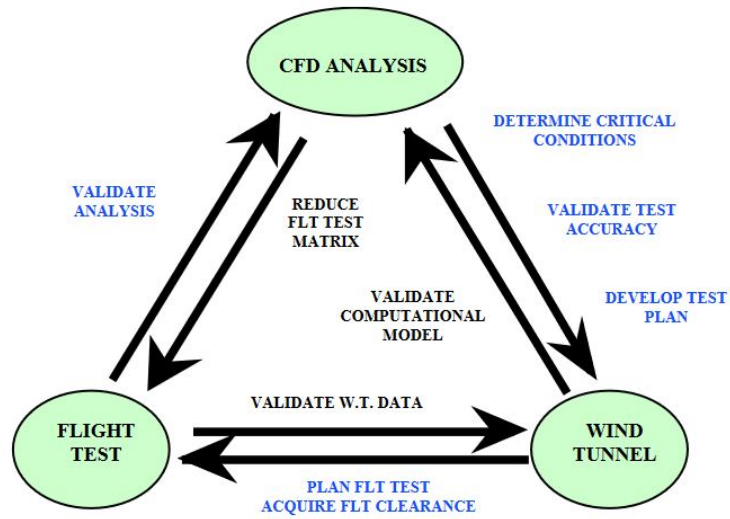 CFD ANALYSIS
DETERMINE CRITICAL
CONDITIONS
VALIDATE
ANALYSIS
REDUCE
FLT TEST
MATRIX
VALIDATE TEST
ACCURACY
VALIDATE
COMPUTATIONAL
MODEL
DEVELOP TEST
PLAN
VALIDATE W.T. DATA
FLIGHT
TEST
WIND
TUNNEL
PLAN FLT TEST
ACQUIRE FLT CLEARANCE